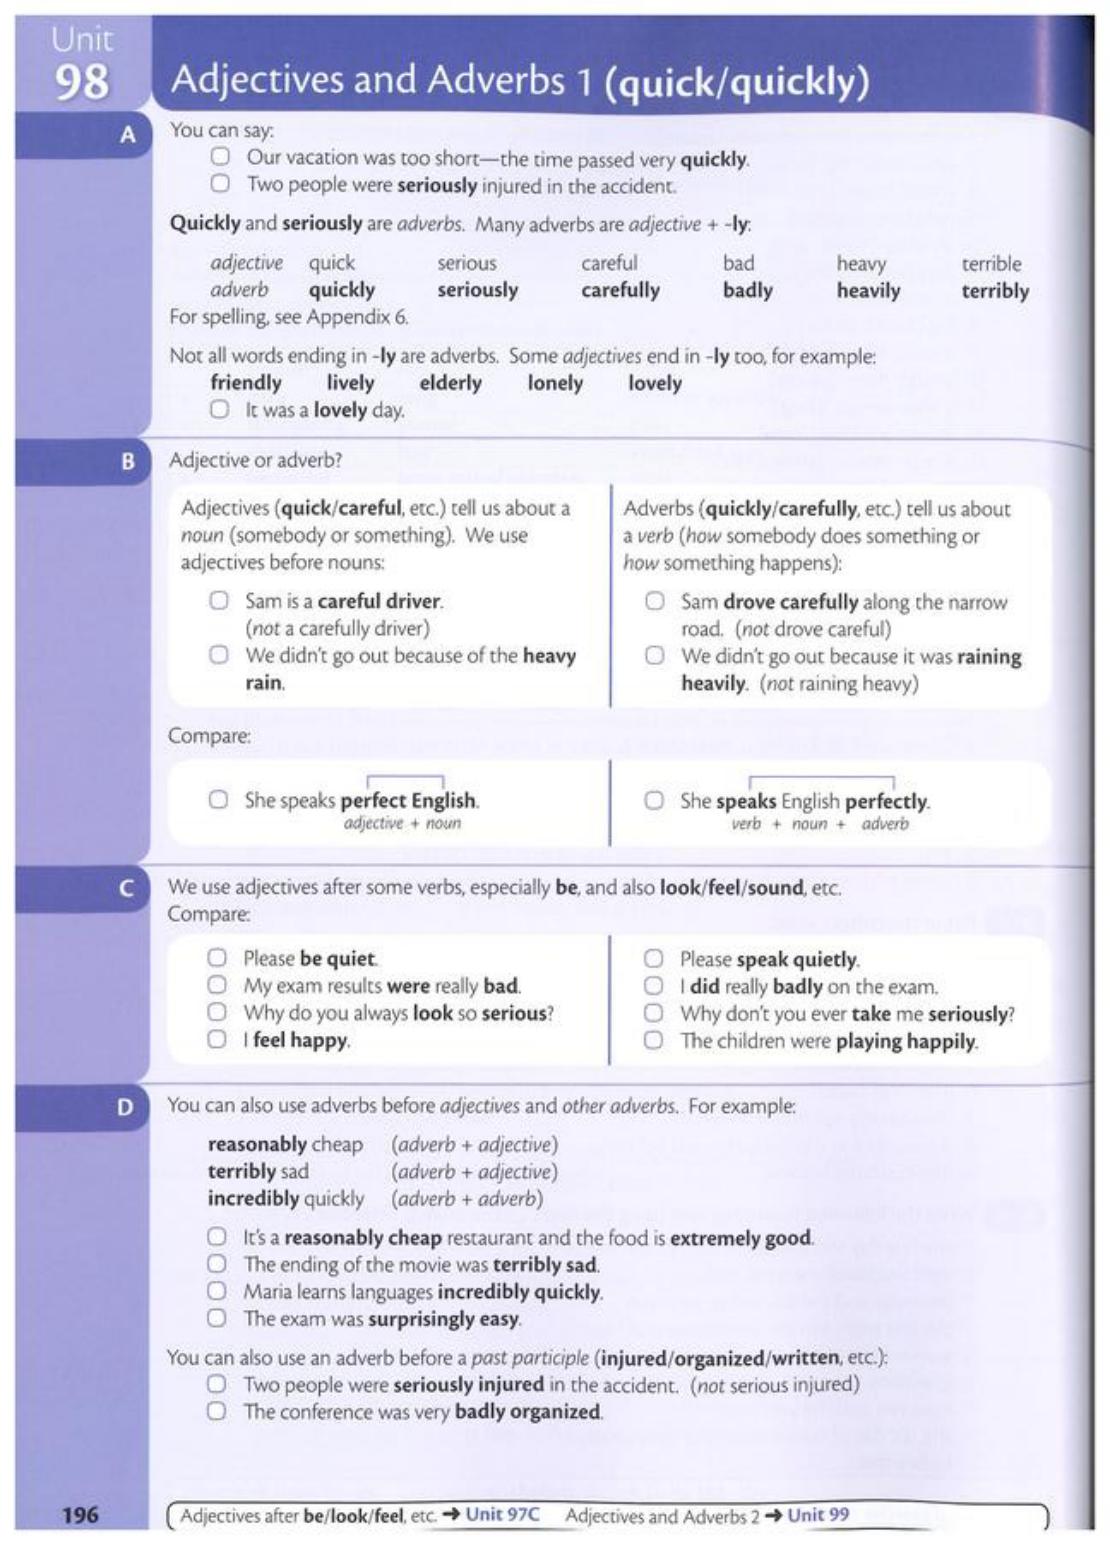 Unit
98
Adjectives and Adverbs 1 (quick/quickly)
A
You can say:
Our vacation was too short—the time passed very quickly.
Two people were seriously injured in the accident.
Quickly and seriously are adverbs. Many adverbs are adjective + -ly:
adjective quick serious careful bad heavy terrible
adverb quickly seriously carefully badly heavily terribly
For spelling, see Appendix 6.
Not all words ending in -ly are adverbs. Some adjectives end in -ly too, for example:
friendly lively elderly lonely lovely
It was a lovely day.
B
Adjective or adverb?
Adjectives (quick/careful, etc.) tell us about a
noun (somebody or something). We use
adjectives before nouns:
Sam is a careful driver.
(not a carefully driver)
We didn't go out because of the heavy
rain.
Adverbs (quickly/carefully, etc.) tell us about
a verb (how somebody does something or
how something happens):
Sam drove carefully along the narrow
road. (not drove careful)
We didn't go out because it was raining
heavily. (not raining heavy)
Compare:
She speaks perfect English.
adjective + noun
She speaks English perfectly.
verb + noun + adverb
C
We use adjectives after some verbs, especially be, and also look/feel/sound, etc.
Compare:
Please be quiet.
My exam results were really bad.
Why do you always look so serious?
I feel happy.
Please speak quietly.
I did really badly on the exam.
Why don't you ever take me seriously?
The children were playing happily.
D
You can also use adverbs before adjectives and other adverbs. For example:
reasonably cheap (adverb + adjective)
terribly sad (adverb + adjective)
incredibly quickly (adverb + adverb)
It's a reasonably cheap restaurant and the food is extremely good.
The ending of the movie was terribly sad.
Maria learns languages incredibly quickly.
The exam was surprisingly easy.
You can also use an adverb before a past participle (injured/organized/written, etc.):
Two people were seriously injured in the accident. (not serious injured)
The conference was very badly organized.
196
Adjectives after be/look/feel, etc. → Unit 97C Adjectives and Adverbs 2 → Unit 99